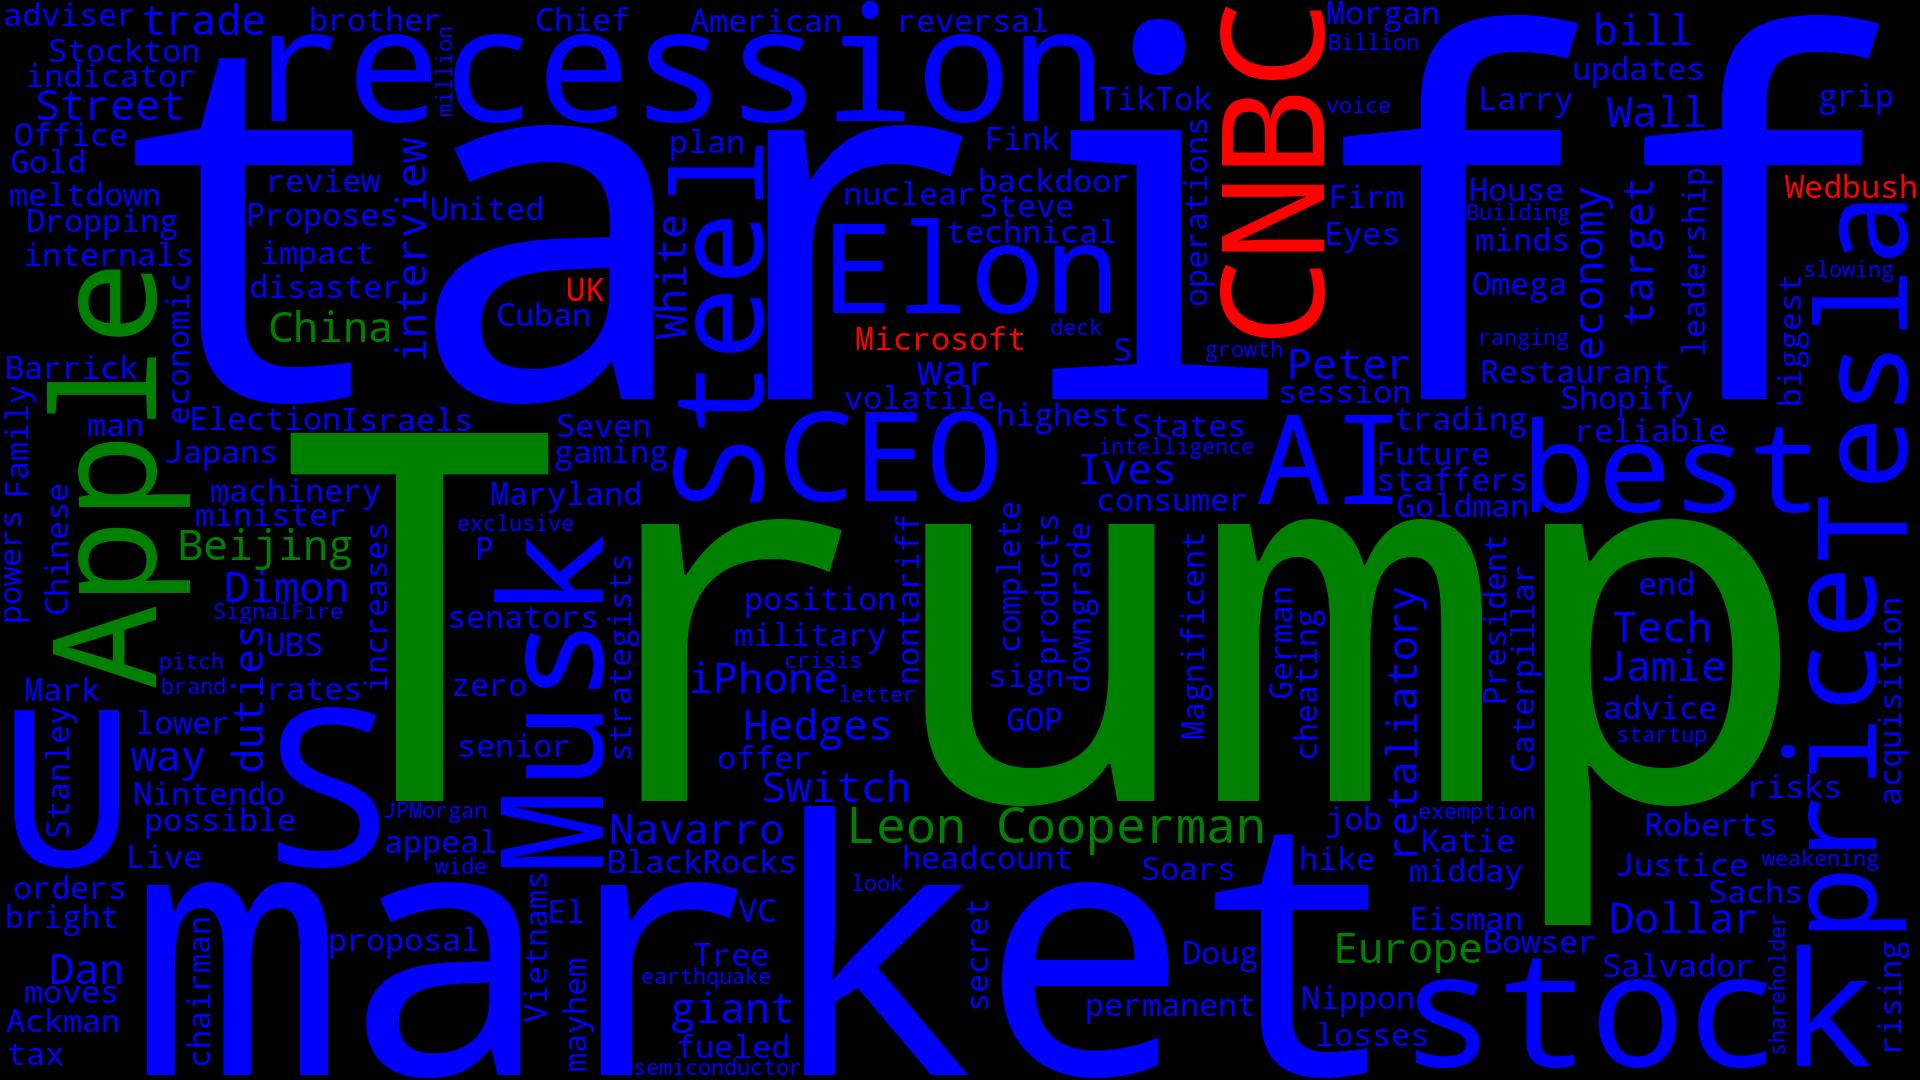 adviser
trade
brother
Chief
American
reversal
Morgan
Billion
bill
Stockton
indicator
Street
recession
million
TikTok
CNBC
voice
updates
Larry
Wall
grip
Office
Gold
meltdown
Dropping
internals
tariff
review
Proposes
impact
disaster
China
interview
United
UK
Cuban
plan
White
steel
Fink
nuclear
backdoor
Steve
technical
Elon
operations
Microsoft
deck
S
growth
war
volatile
Firm
Eyes
House
Building
minds
Omega
ranging
economy
target
leadership
Wedbush
slowing
biggest
Tesla
Apple
economic
Barrick
Peter
session
Restaurant
Shopify
reliable
powers
Family
man
Election
Israels
Japans
Seven
gaming
CEO
highest
States
intelligence
Ives
consumer
AI
trading
Future
staffers
Goldman
best
Chinese
machinery
minister
Beijing
Dimon
SignalFire
UBS
duties
increases
Trump
Maryland
exclusive
P
Musk
senators
zero
senior
strategists
position
military
crisis
iPhone
letter
Hedges
offer
Switch
nontariff
complete
products
downgrade
sign
GOP
Magnificent
German
cheating
retaliatory
President
Caterpillar
end
Tech
Jamie
advice
startup
price
acquisition
risks
pitch
brand
rates
Mark
U
S
Stanley
lower
way
Nintendo
possible
Live
JPMorgan
appeal
wide
Navarro
BlackRocks
Leon Cooperman
headcount
look
Soars
hike
job
exemption
Katie
midday
Roberts
Justice
weakening
Sachs
orders
bright
Dan
moves
Ackman
tax
chairman
market
proposal
Vietnams
El
VC
mayhem
Tree
earthquake
giant
fueled
semiconductor
secret
permanent
Doug
Eisman
Europe
Bowser
Dollar
Salvador
shareholder
Nippon
losses
stock
rising